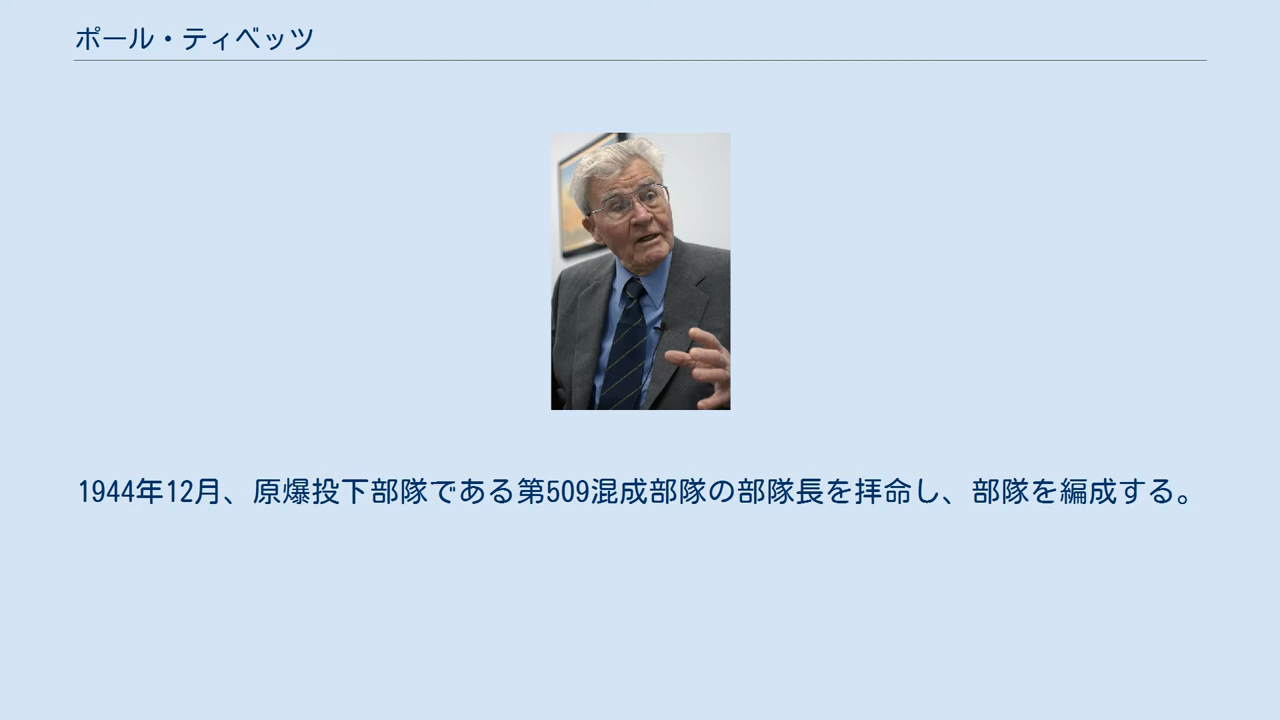 ポール・ティベッツ
1944年12月、原爆投下部隊である第509混成部隊の部隊長を拝命し、部隊を編成する。